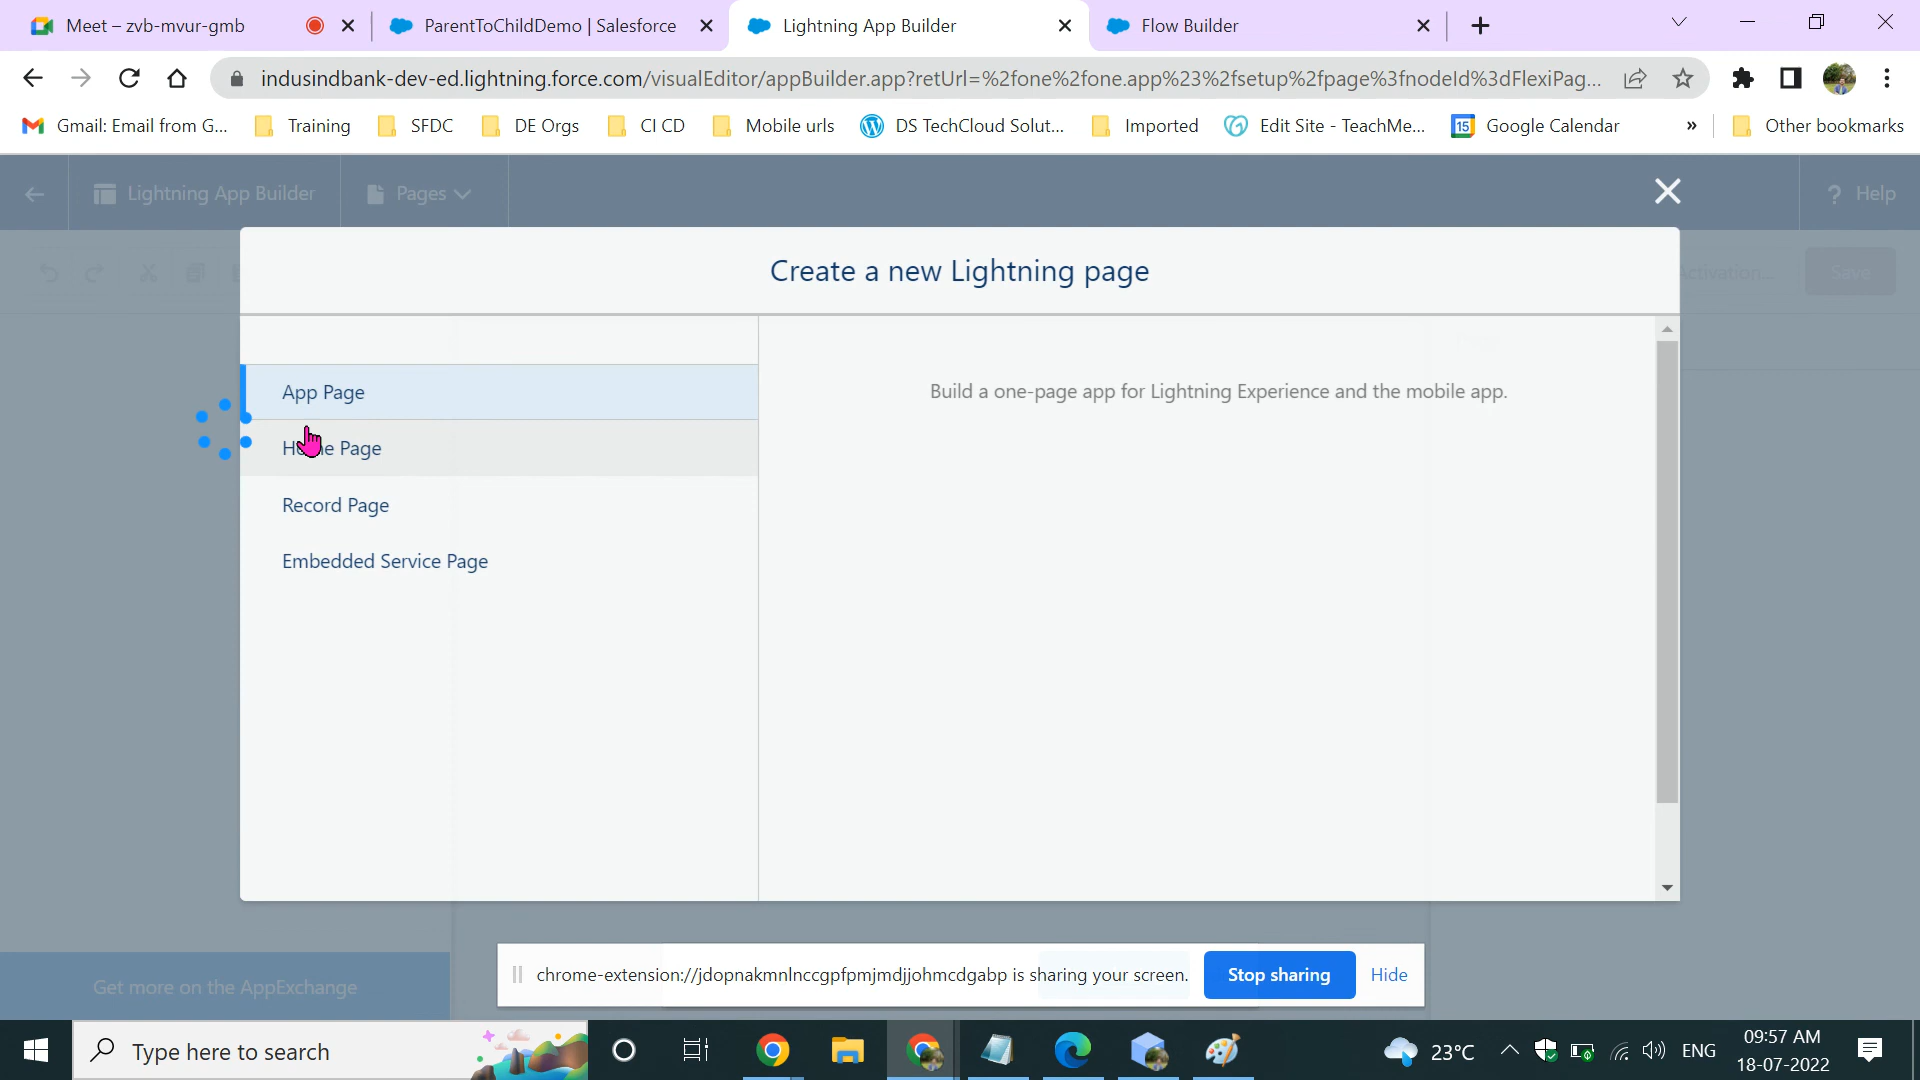 Meet – zvb-mvur-gmb
ParentToChildDemo | Salesforce
Lightning App Builder
Flow Builder
indusindbank-dev-ed.lightning.force.com/visualEditor/appBuilder.app?retUrl=%2fone%2fone.app%23%2fsetup%2fpage%3fnodeId%3dFlexiPag...
Gmail: Email from G...
Training
SFDC
DE Orgs
CI CD
Mobile urls
DS TechCloud Solut...
Imported
Edit Site - TeachMe...
15
Google Calendar
»
Other bookmarks
Lightning App Builder
Pages
? Help
Activation...
Save
Create a new Lightning page
App Page
Home Page
Record Page
Embedded Service Page
Build a one-page app for Lightning Experience and the mobile app.
Get more on the AppExchange
chrome-extension://jdopnakmnlnccgpfpmjmdjjohmcdgabp is sharing your screen.
Stop sharing
Hide
Type here to search
23°C
ENG
09:57 AM
18-07-2022